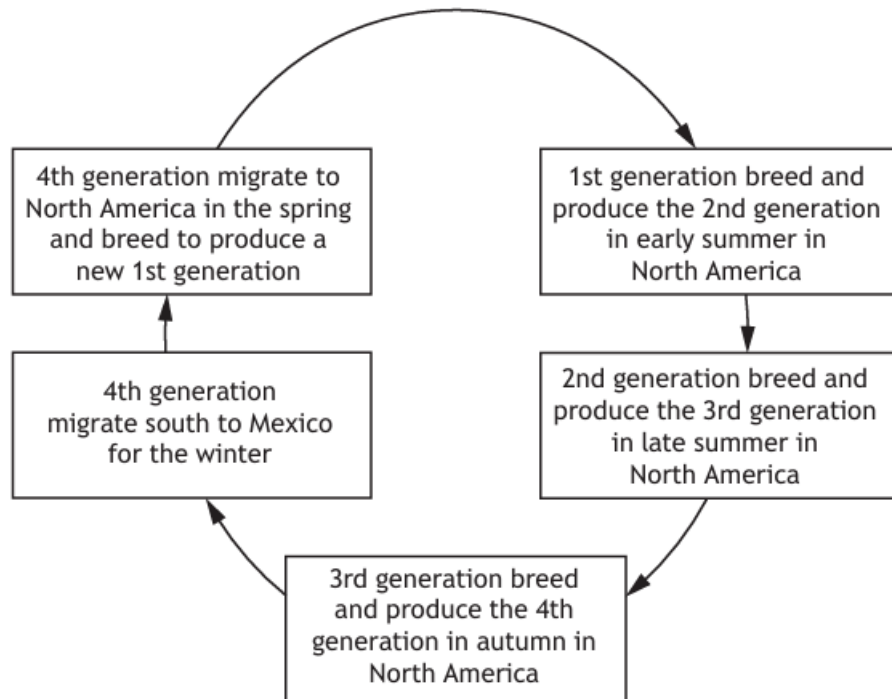 4th generation migrate to
North America in the spring
and breed to produce a
new 1st generation
1st generation breed and
produce the 2nd generation
in early summer in
North America
4th generation
migrate south to Mexico
for the winter
2nd generation breed and
produce the 3rd generation
in late summer in
North America
3rd generation breed
and produce the 4th
generation in autumn in
North America